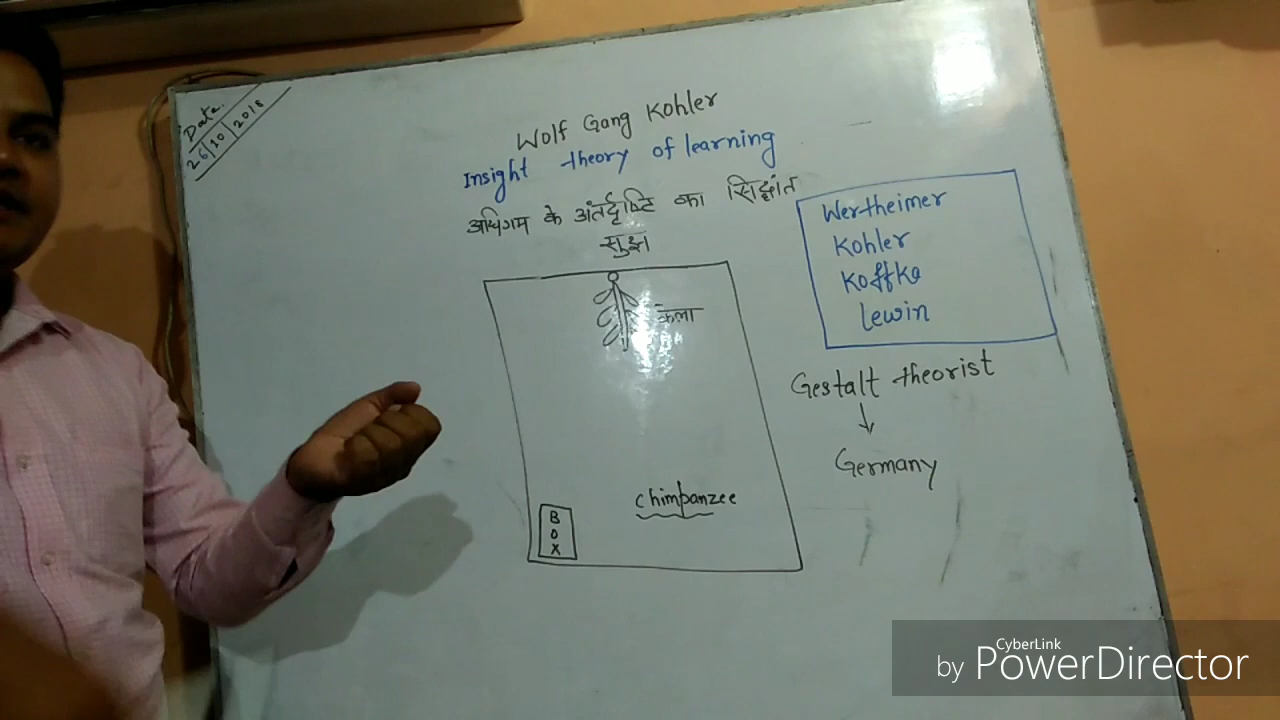 Date.
26/10/2018
Wolf Gang Kohler
Insight theory of learning
अधिगम के अंतर्दृष्टि का सिद्धांत
सुझ
केला
BOX
Chimpanzee
Wertheimer
Kohler
Koffka
Lewin
Gestalt theorist
↓
Germany
CyberLink
by PowerDirector